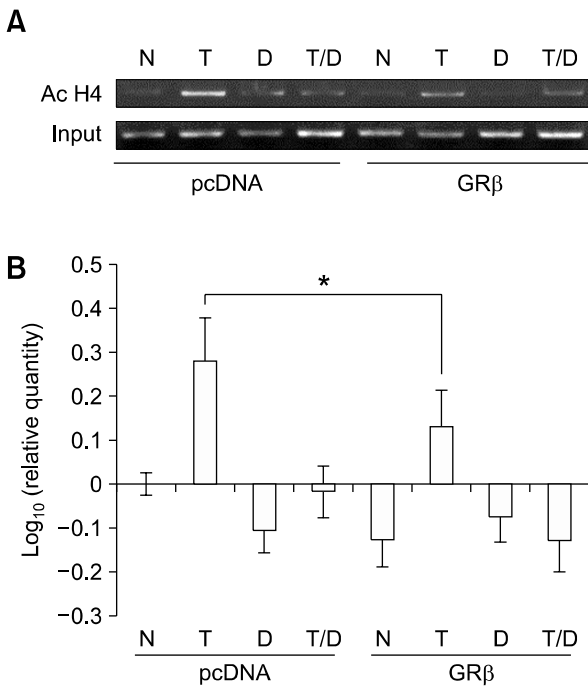 A
N T D T/D N T D T/D
Ac H4
Input
pcDNA GRβ
B
0.5
0.4
0.3
0.2
0.1
0
−0.1
−0.2
−0.3
Log10 (relative quantity)
*
N T D T/D N T D T/D
pcDNA GRβ